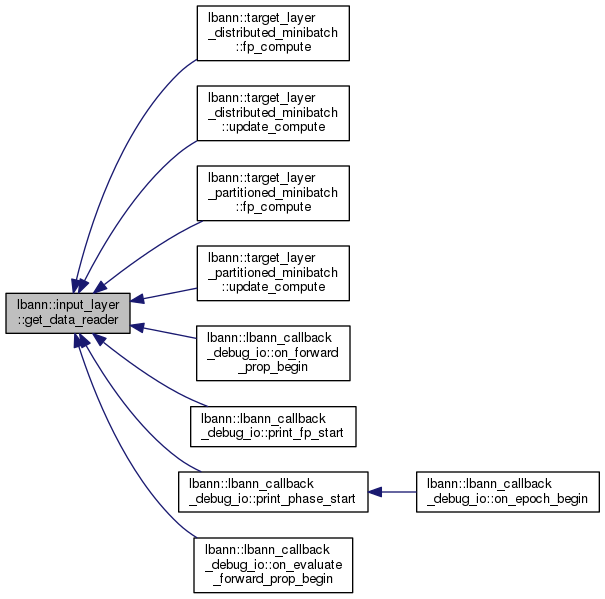 lbann::target_layer
_distributed_minibatch
::fp_compute
lbann::target_layer
_distributed_minibatch
::update_compute
lbann::target_layer
_partitioned_minibatch
::fp_compute
lbann::target_layer
_partitioned_minibatch
::update_compute
lbann::input_layer
::get_data_reader
lbann::lbann_callback
_debug_io::on_forward
_prop_begin
lbann::lbann_callback
_debug_io::print_fp_start
lbann::lbann_callback
_debug_io::print_phase_start
lbann::lbann_callback
_debug_io::on_epoch_begin
lbann::lbann_callback
_debug_io::on_evaluate
_forward_prop_begin